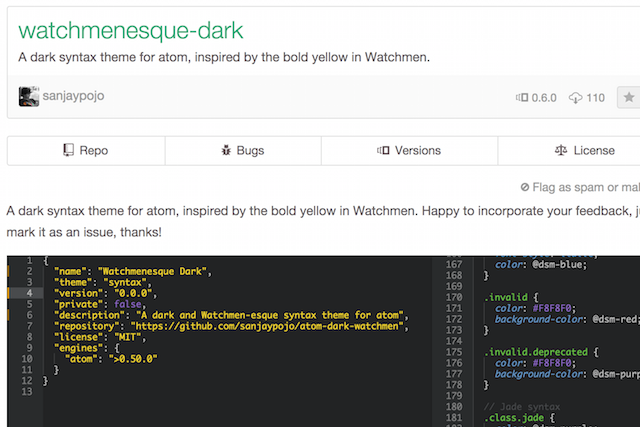 watchmenesque-dark
A dark syntax theme for atom, inspired by the bold yellow in Watchmen.
sanjaypojo 0.6.0 110
Repo Bugs Versions License
Flag as spam or
A dark syntax theme for atom, inspired by the bold yellow in Watchmen. Happy to incorporate your feedback,
mark it as an issue, thanks!
1 {
2 "name": "Watchmenesque Dark",
3 "theme": "syntax",
4 "version": "0.0.0",
5 "private": false,
6 "description": "A dark and Watchmen-esque syntax theme for atom",
7 "repository": "https://github.com/sanjaypojo/atom-dark-watchmen",
8 "license": "MIT",
9 "engines": {
10 "atom": ">0.50.0"
11 }
12 }
13
167 color: @dsm-blue;
168 }
169
170 .invalid {
171 color: #F8F8F0;
172 background-color: @dsm-red;
173 }
174
175 .invalid.deprecated {
176 color: #F8F8F0;
177 background-color: @dsm-purp
178 }
179
180 // Jade syntax
181 .class.jade {